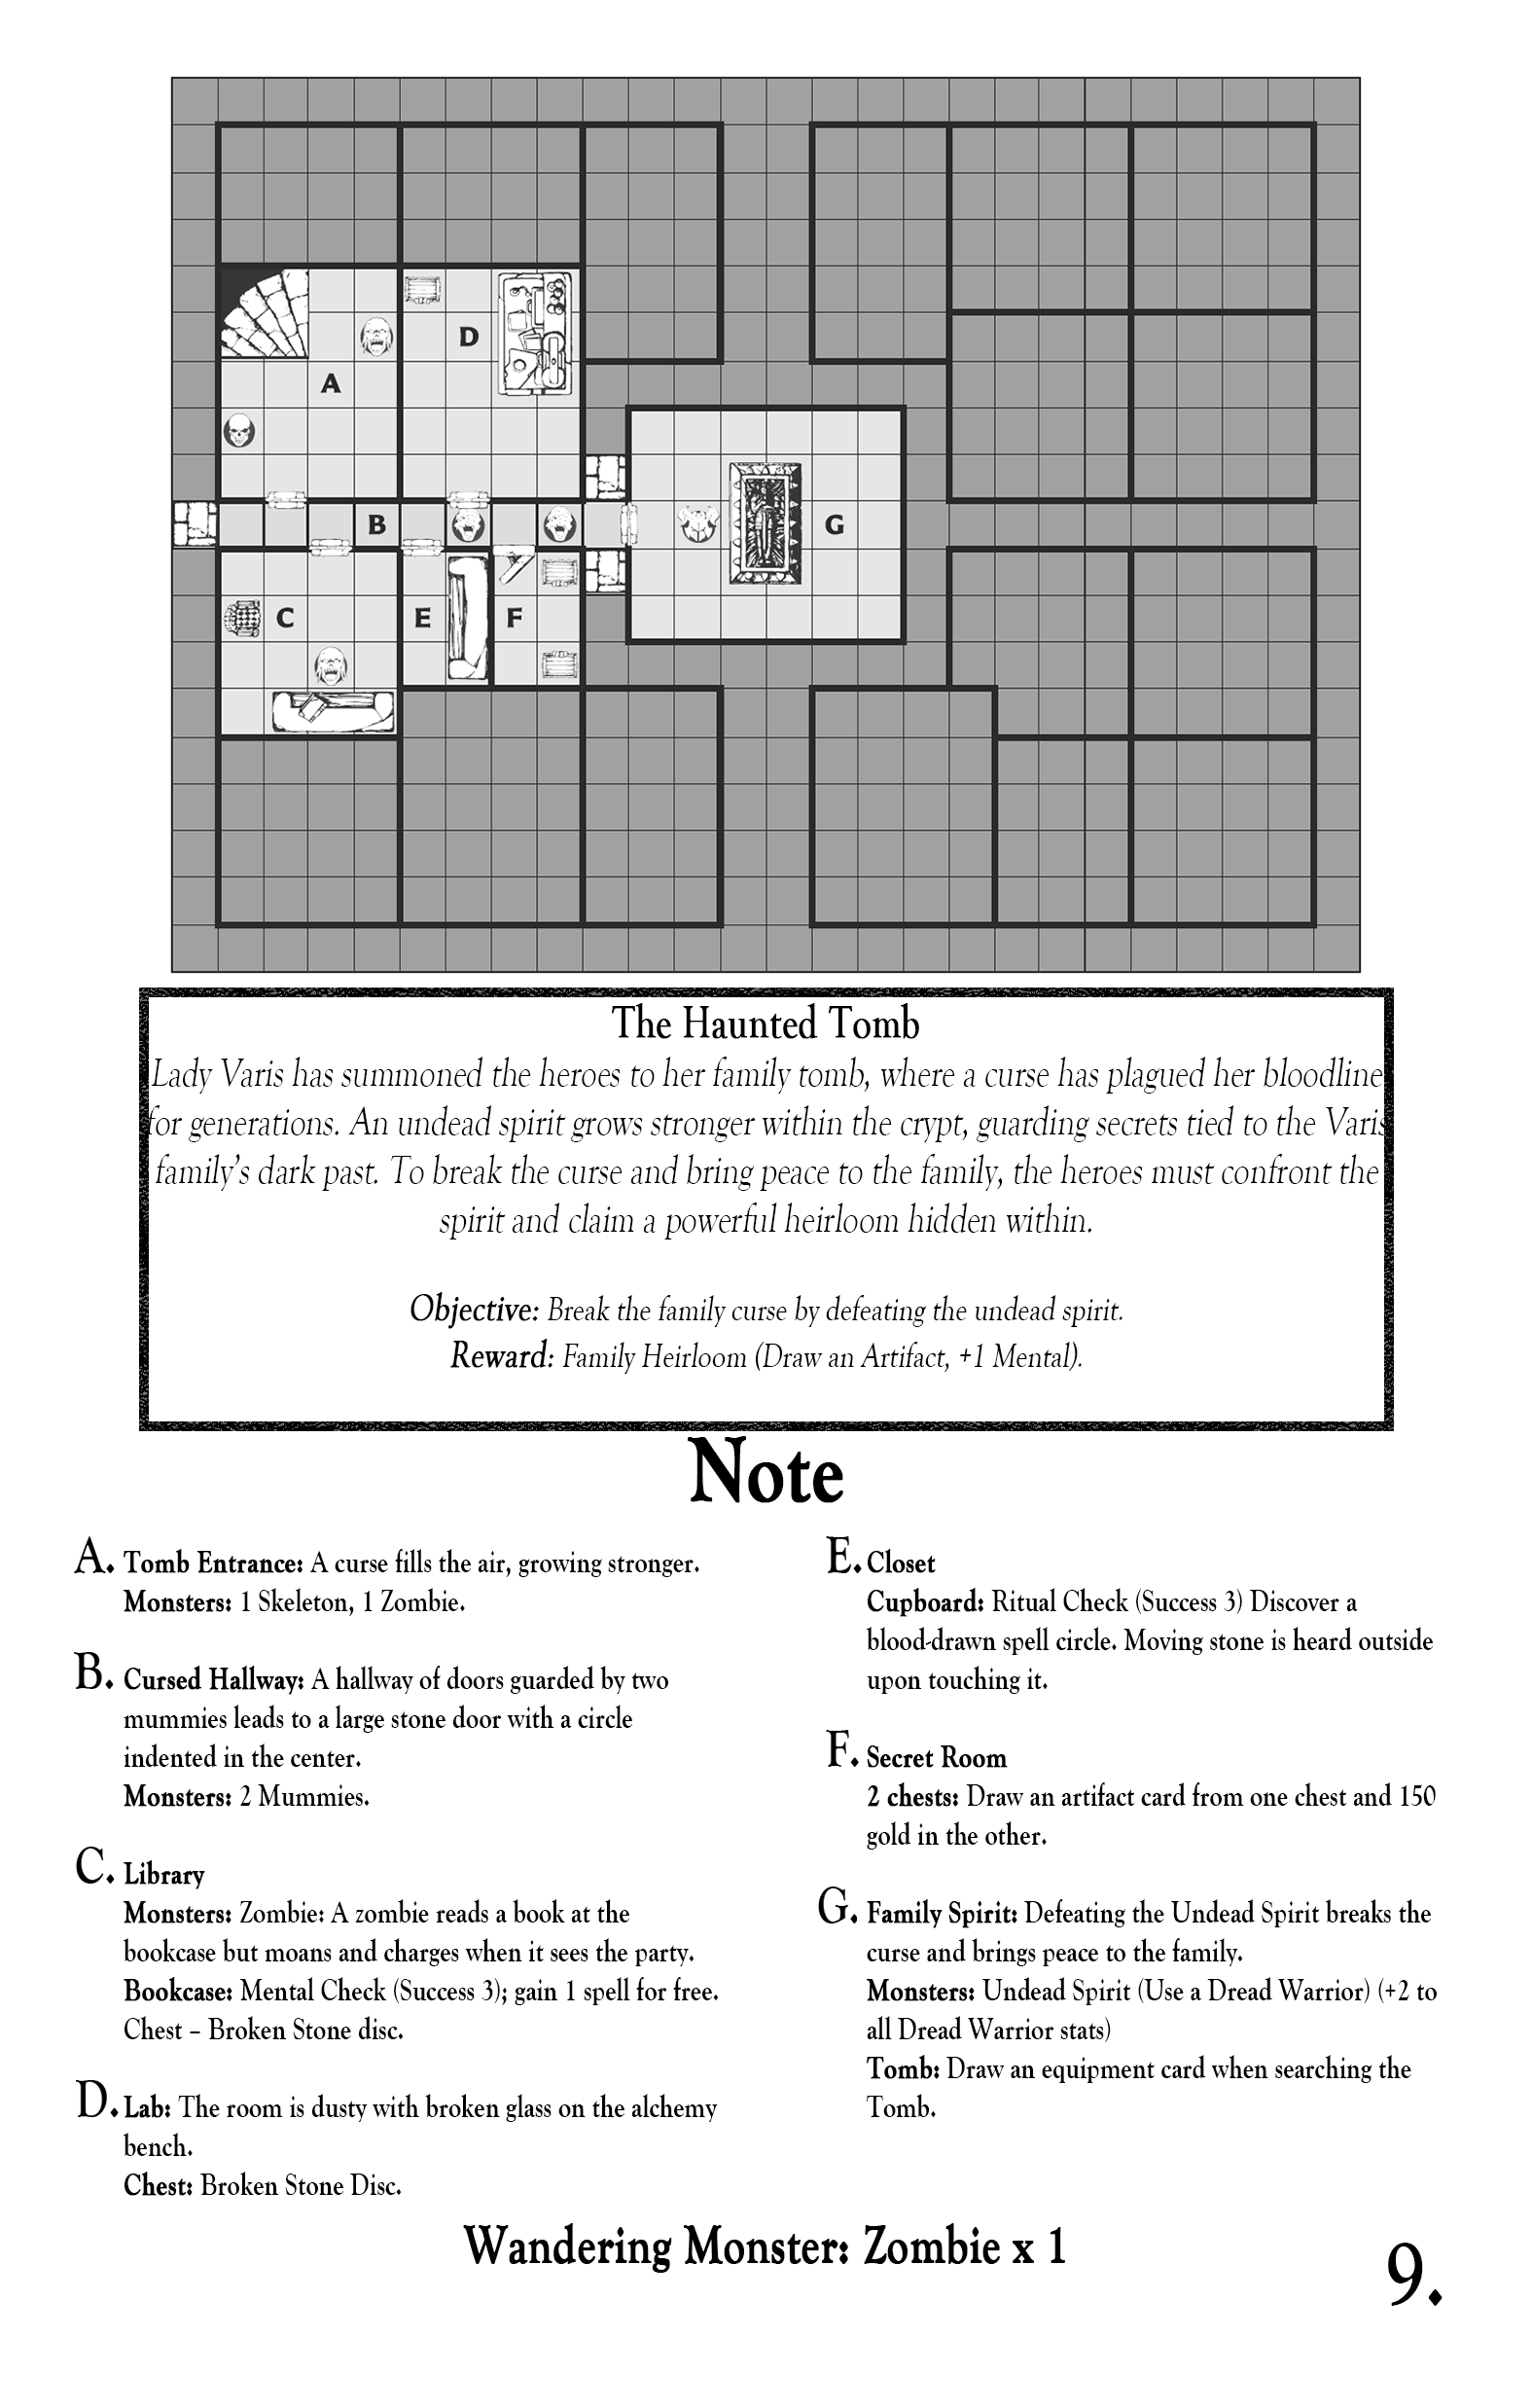 A
D
B
G
C
E
F
The Haunted Tomb
Lady Varis has summoned the heroes to her family tomb, where a curse has plagued her bloodline
for generations. An undead spirit grows stronger within the crypt, guarding secrets tied to the Varis
family's dark past. To break the curse and bring peace to the family, the heroes must confront the
spirit and claim a powerful heirloom hidden within.
Objective: Break the family curse by defeating the undead spirit.
Reward: Family Heirloom (Draw an Artifact, +1 Mental).
Note
A. Tomb Entrance: A curse fills the air, growing stronger.
Monsters: 1 Skeleton, 1 Zombie.
B. Cursed Hallway: A hallway of doors guarded by two
mummies leads to a large stone door with a circle
indented in the center.
Monsters: 2 Mummies.
C. Library
Monsters: Zombie: A zombie reads a book at the
bookcase but moans and charges when it sees the party.
Bookcase: Mental Check (Success 3); gain 1 spell for free.
Chest – Broken Stone disc.
D. Lab: The room is dusty with broken glass on the alchemy
bench.
Chest: Broken Stone Disc.
E. Closet
Cupboard: Ritual Check (Success 3) Discover a
blood-drawn spell circle. Moving stone is heard outside
upon touching it.
F. Secret Room
2 chests: Draw an artifact card from one chest and 150
gold in the other.
G. Family Spirit: Defeating the Undead Spirit breaks the
curse and brings peace to the family.
Monsters: Undead Spirit (Use a Dread Warrior) (+2 to
all Dread Warrior stats)
Tomb: Draw an equipment card when searching the
Tomb.
Wandering Monster: Zombie x 1
9.